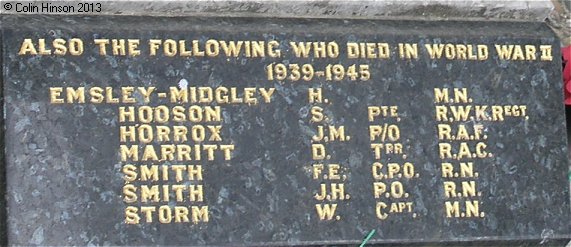 © Colin Hinson 2013
ALSO THE FOLLOWING WHO DIED IN WORLD WAR II
1939-1945
EMSLEY-MIDGLEY H. M.N.
HOOSON S. PTE. R.W.K.REGT.
HORROX J.M. P/O R.A.F.
MARRITT D. TPR. R.A.C.
SMITH F.E. C.P.O. R.N.
SMITH J.H. P.O. R.N.
STORM W. CAPT. M.N.